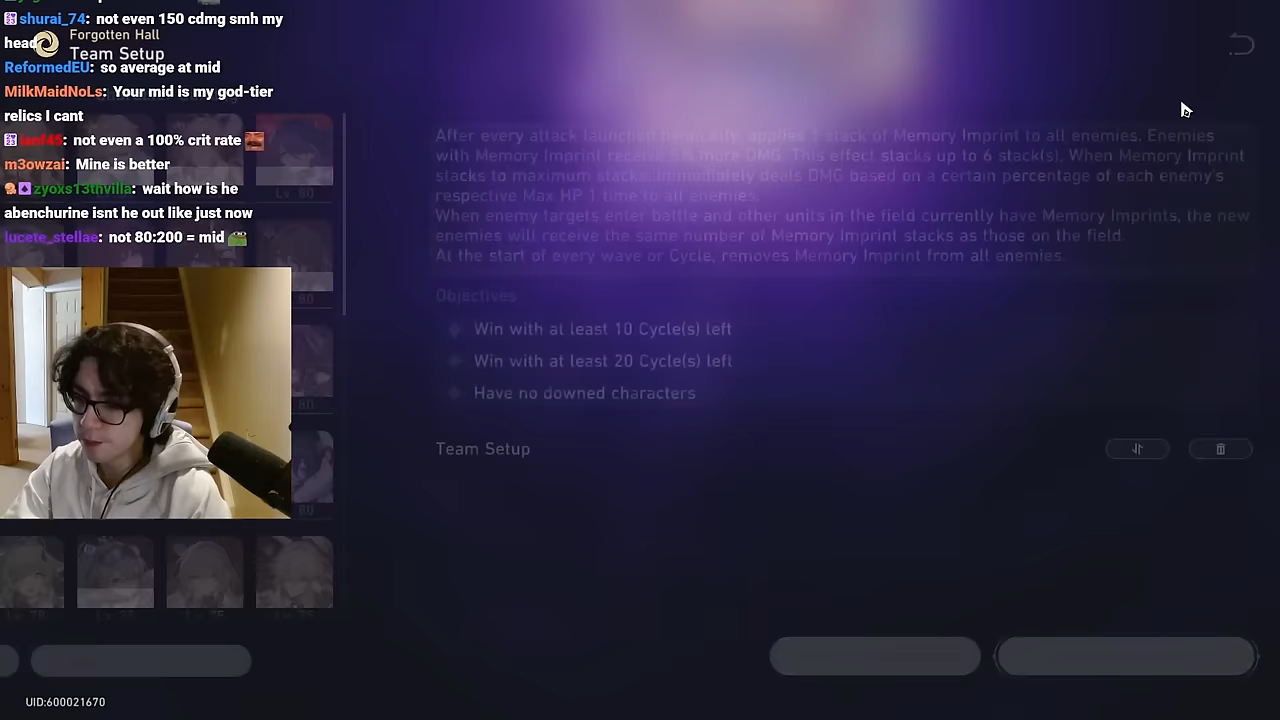 shurai_74: not even 150 cdmg smh my
head
Forgotten Hall
Team Setup
ReformedEU: so average at mid
MilkMaidNoLs: Your mid is my god-tier
relics I cant
not even a 100% crit rate
m3owzai: Mine is better
zyoxs13thvilla: wait how is he
abenchurine isnt he out like just now
lucete_stellae: not 80:200 = mid
After every attack launched applies 1 stack of Memory Imprint to all enemies. Enemies
with Memory Imprint DMG. This effect stacks up to 6 stack(s). When Memory Imprint
stacks to maximum stacks, immediately deals DMG based on a certain percentage of each enemy's
respective Max HP 1 time to all enemies.
When enemy targets enter battle and other units in the field currently have Memory Imprints, the new
enemies will receive the same number of Memory Imprint stacks as those on the field.
At the start of every wave or Cycle, removes Memory Imprint from all enemies.
Objectives
Win with at least 10 Cycle(s) left
Win with at least 20 Cycle(s) left
Have no downed characters
Team Setup
Lv. 80
80
80
80
UID:600021670